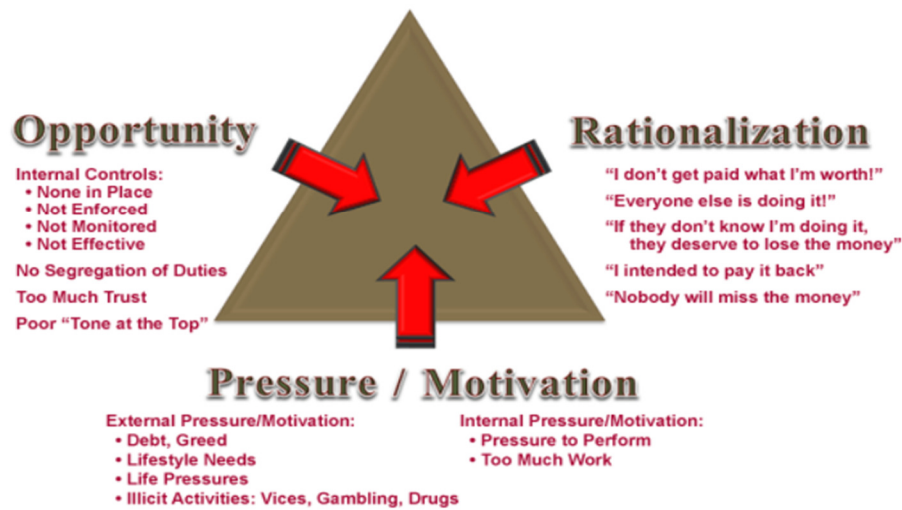 Opportunity
Internal Controls:
• None in Place
• Not Enforced
• Not Monitored
• Not Effective
No Segregation of Duties
Too Much Trust
Poor “Tone at the Top”
Rationalization
“I don’t get paid what I’m worth!”
“Everyone else is doing it!”
“If they don’t know I’m doing it,
they deserve to lose the money”
“I intended to pay it back”
“Nobody will miss the money”
Pressure / Motivation
External Pressure/Motivation:
• Debt, Greed
• Lifestyle Needs
• Life Pressures
• Illicit Activities: Vices, Gambling, Drugs
Internal Pressure/Motivation:
• Pressure to Perform
• Too Much Work